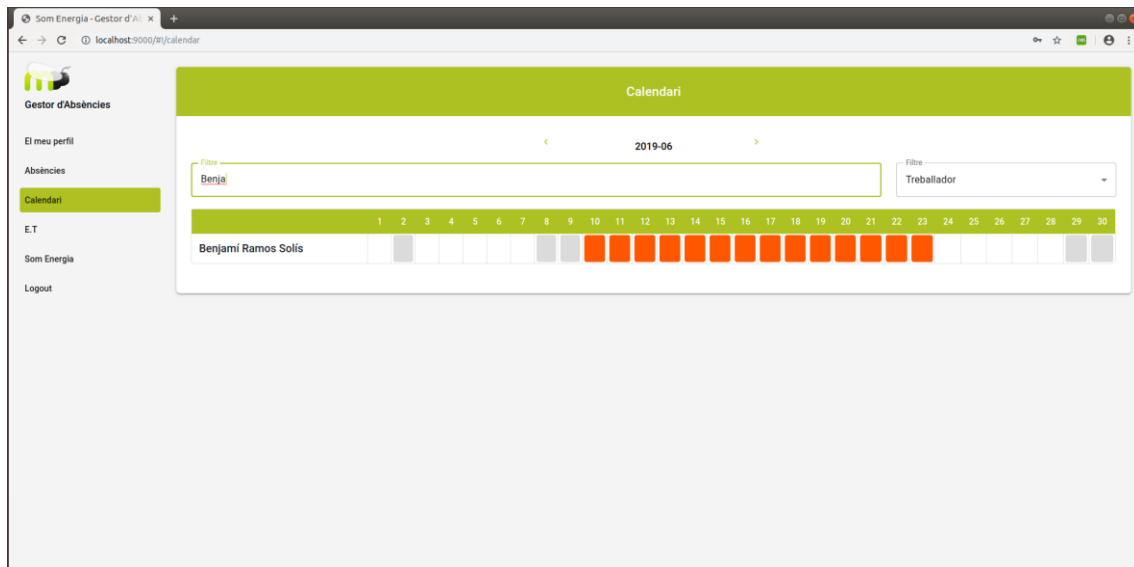 Som Energia - Gestor d'Al
localhost:9000/#!/calendar
Gestor d'Absències
El meu perfil
Absències
Calendari
E.T
Som Energia
Logout
Calendari
2019-06
Filtre
Benja
Filtre
Treballador
1 2 3 4 5 6 7 8 9 10 11 12 13 14 15 16 17 18 19 20 21 22 23 24 25 26 27 28 29 30
Benjamí Ramos Solís